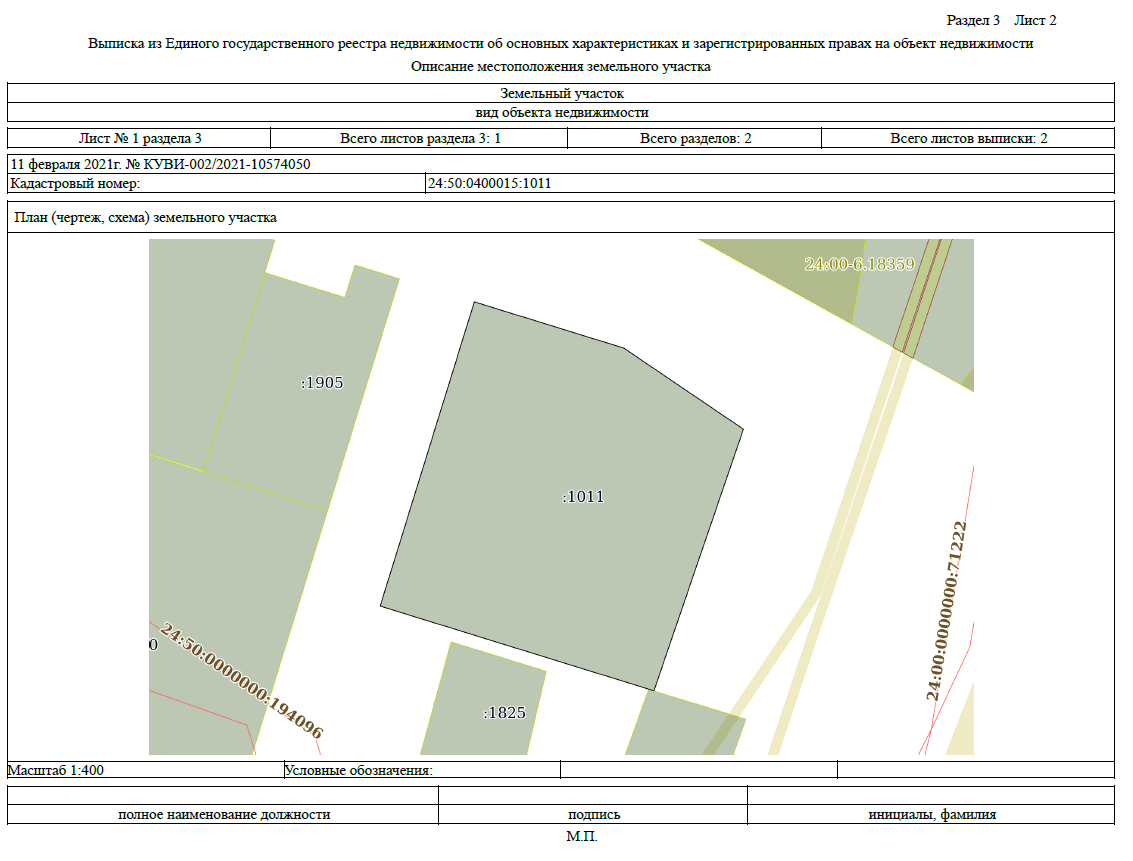 Раздел 3 Лист 2
Выписка из Единого государственного реестра недвижимости об основных характеристиках и зарегистрированных правах на объект недвижимости
Описание местоположения земельного участка
Земельный участок
вид объекта недвижимости
Лист № 1 раздела 3 Всего листов раздела 3: 1 Всего разделов: 2 Всего листов выписки: 2
11 февраля 2021г. № КУВИ-002/2021-10574050
Кадастровый номер: 24:50:0400015:1011
План (чертеж, схема) земельного участка
24:00-6.18359
:1905
:1011
24:00:0000000:71222
0
24:50:0000000:194096
:1825
Масштаб 1:400 Условные обозначения:
полное наименование должности подпись инициалы, фамилия
М.П.